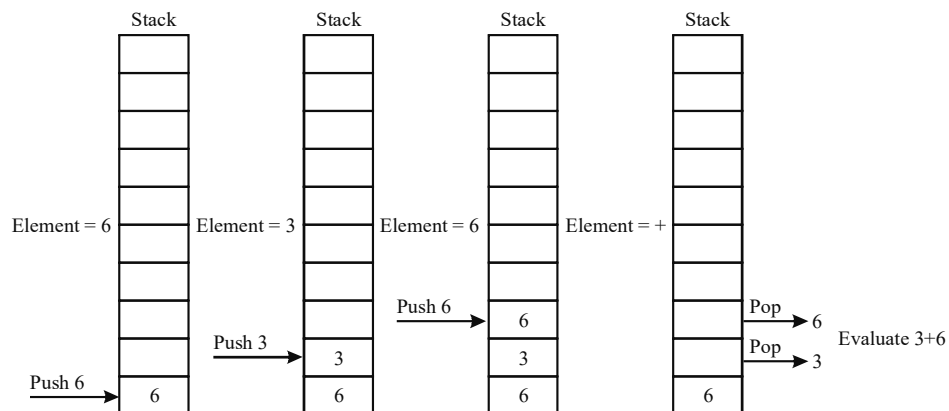 Stack Stack Stack Stack
Element = 6 Element = 3 Element = 6 Element = +
Push 6 6 Pop 6
Evaluate 3+6
Push 3 3 3 Pop 3
Push 6 6 6 6 6